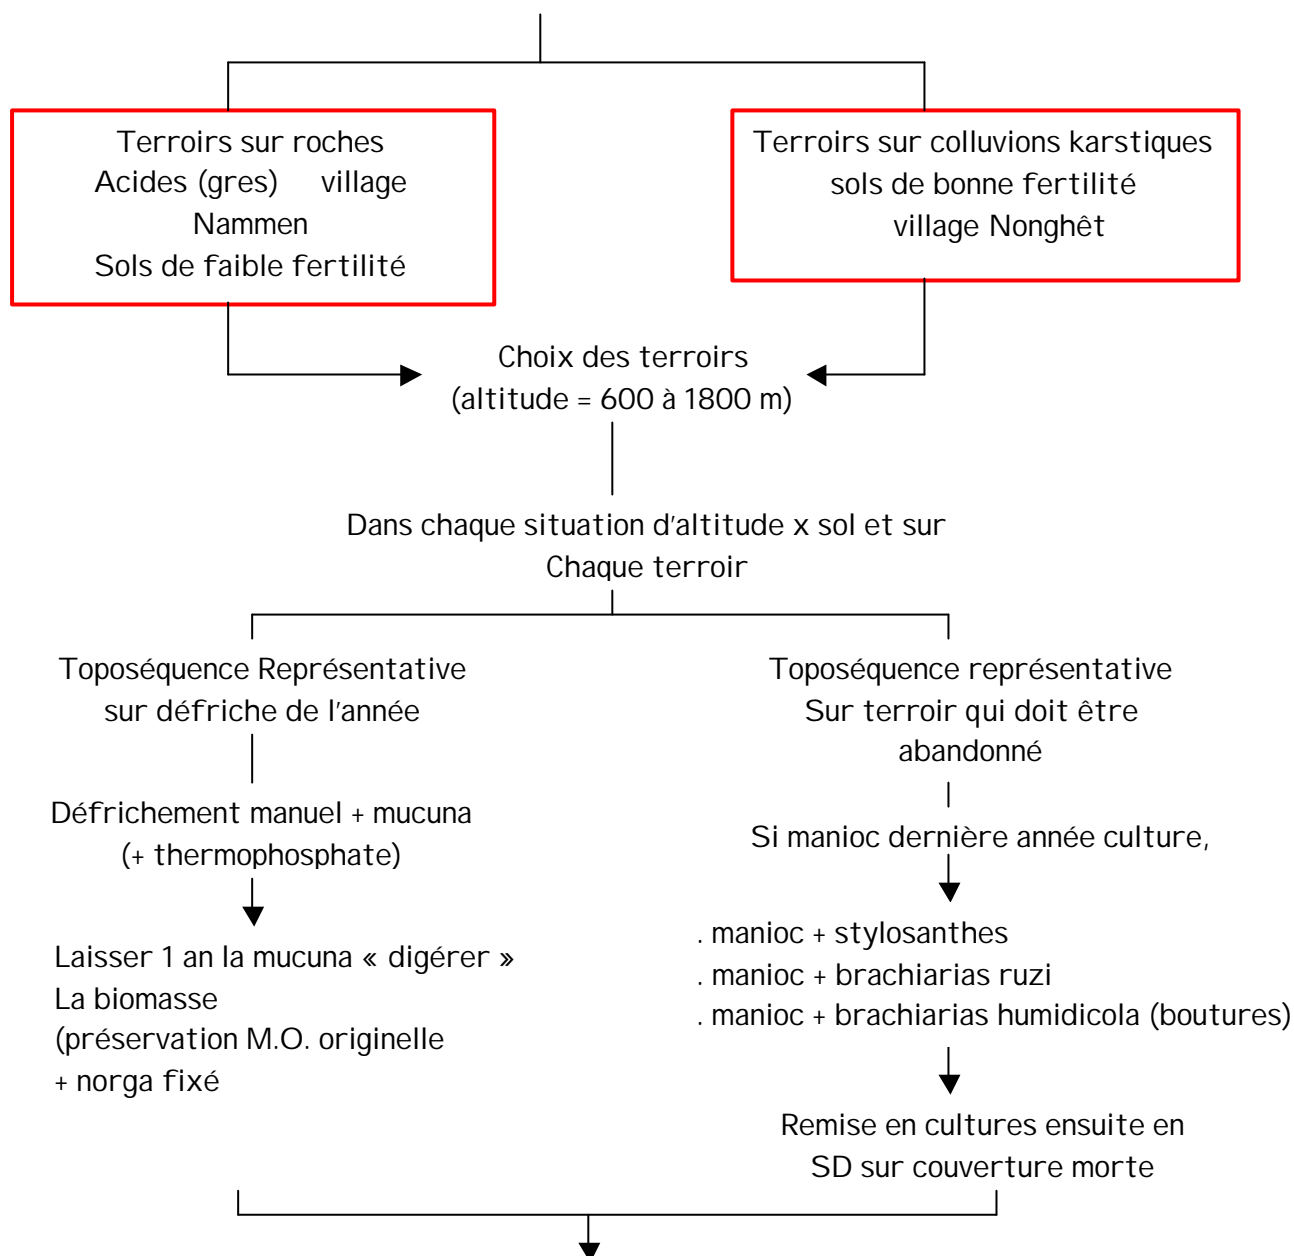 Terroirs sur roches
Acides (gres) village
Nammen
Sols de faible fertilité
Terroirs sur colluvions karstiques
sols de bonne fertilité
village Nonghêt
Choix des terroirs
(altitude = 600 à 1800 m)
Dans chaque situation d'altitude x sol et sur
Chaque terroir
Toposéquence Représentative
sur défriche de l'année
Défrichement manuel + mucuna
(+ thermophosphate)
Laisser 1 an la mucuna « digérer »
La biomasse
(préservation M.O. originelle
+ norga fixé
Toposéquence représentative
Sur terroir qui doit être
abandonné
Si manioc dernière année culture,
. manioc + stylosanthes
. manioc + brachiarias ruzi
. manioc + brachiarias humidicola (boutures)
Remise en cultures ensuite en
SD sur couverture morte